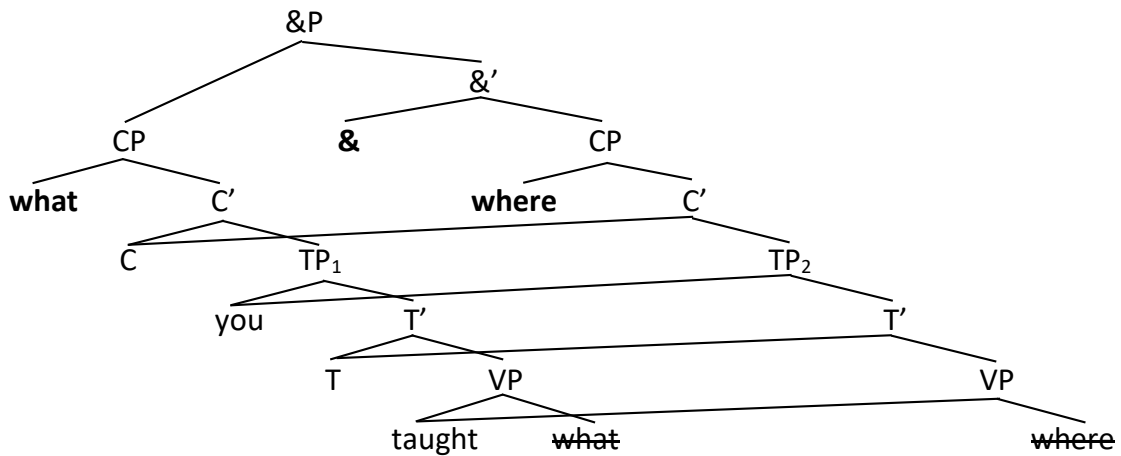 &P
&’
CP & CP
what C’ where C’
C TP₁ TP₂
you T’ T’
T VP VP
taught what where